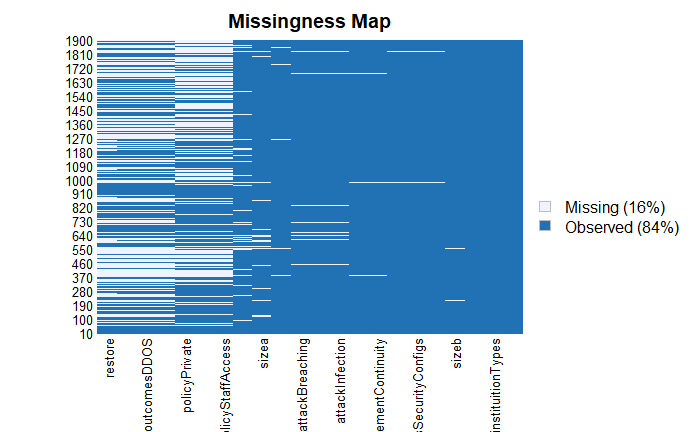 Missingness Map
1900
1810
1720
1630
1540
1450
1360
1270
1180
1090
1000
910
820
730
640
550
460
370
280
190
100
10
Missing (16%)
Observed (84%)
restore
outcomesDDOS
policyPrivate
licyStaffAccess
sizea
attackBreaching
attackInfection
ementContinuity
sSecurityConfigs
sizeb
instituitionTypes